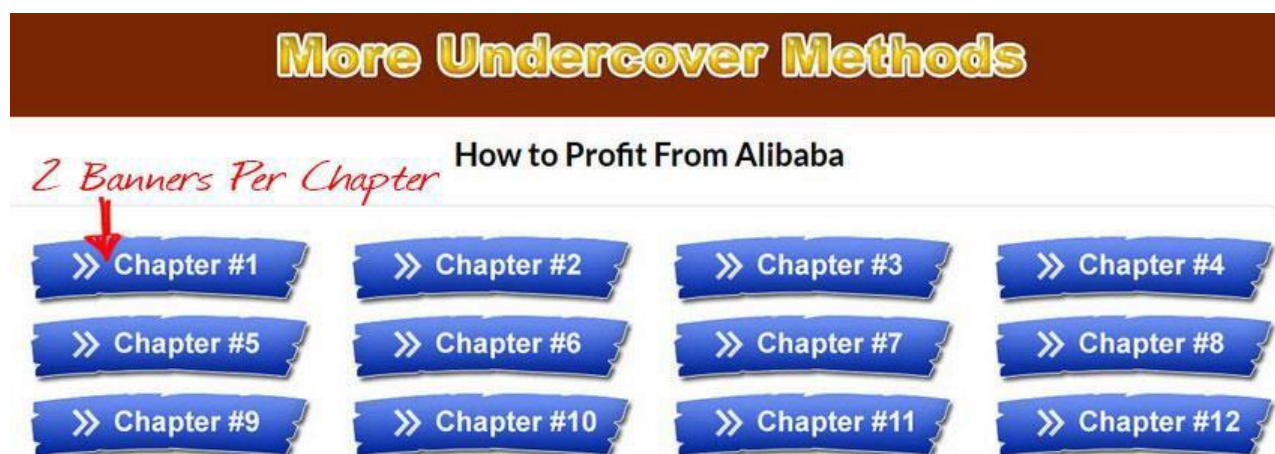 More Undercover Methods
How to Profit From Alibaba
2 Banners Per Chapter
» Chapter #1
» Chapter #2
» Chapter #3
» Chapter #4
» Chapter #5
» Chapter #6
» Chapter #7
» Chapter #8
» Chapter #9
» Chapter #10
» Chapter #11
» Chapter #12